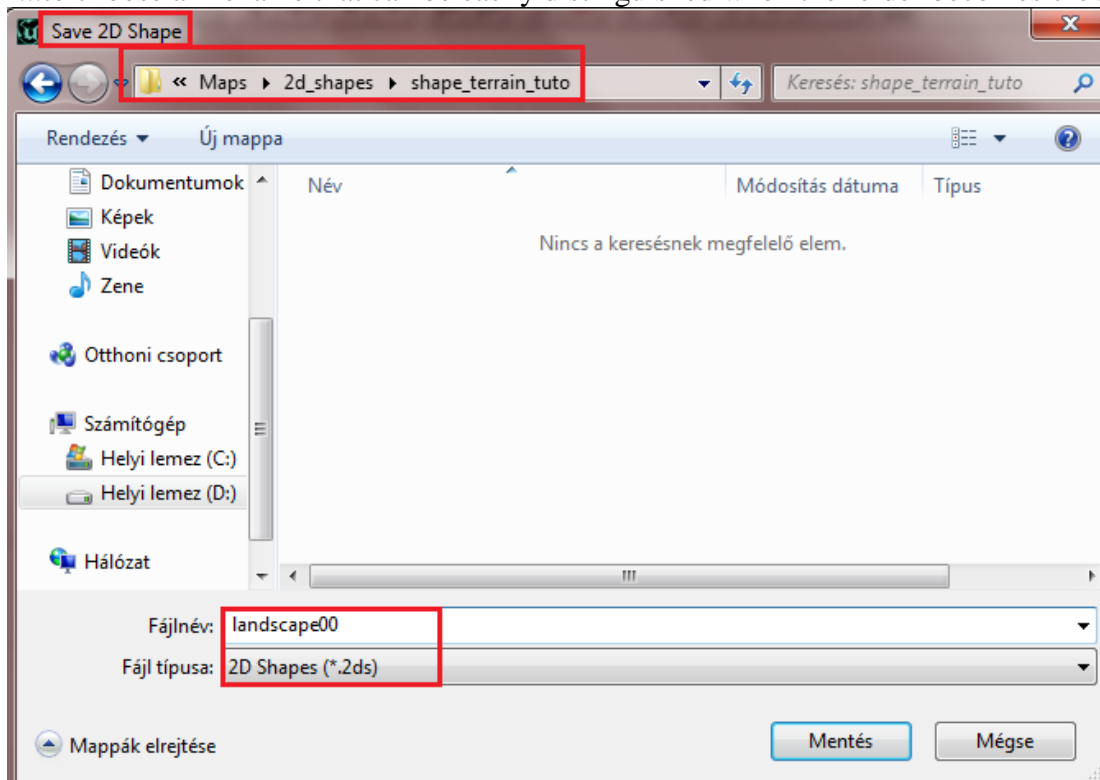 Save 2D Shape
« Maps ▸ 2d_shapes ▸ shape_terrain_tuto
Keresés: shape_terrain_tuto
Rendezés Új mappa
Név Módosítás dátuma Típus
Dokumentumok
Képek
Videók
Zene
Nincs a keresésnek megfelelő elem.
Otthoni csoport
Számítógép
Helyi lemez (C:)
Helyi lemez (D:)
Hálózat
Fájlnév: landscape00
Fájl típusa: 2D Shapes (*.2ds)
Mappák elrejtése
Mentés Mégse